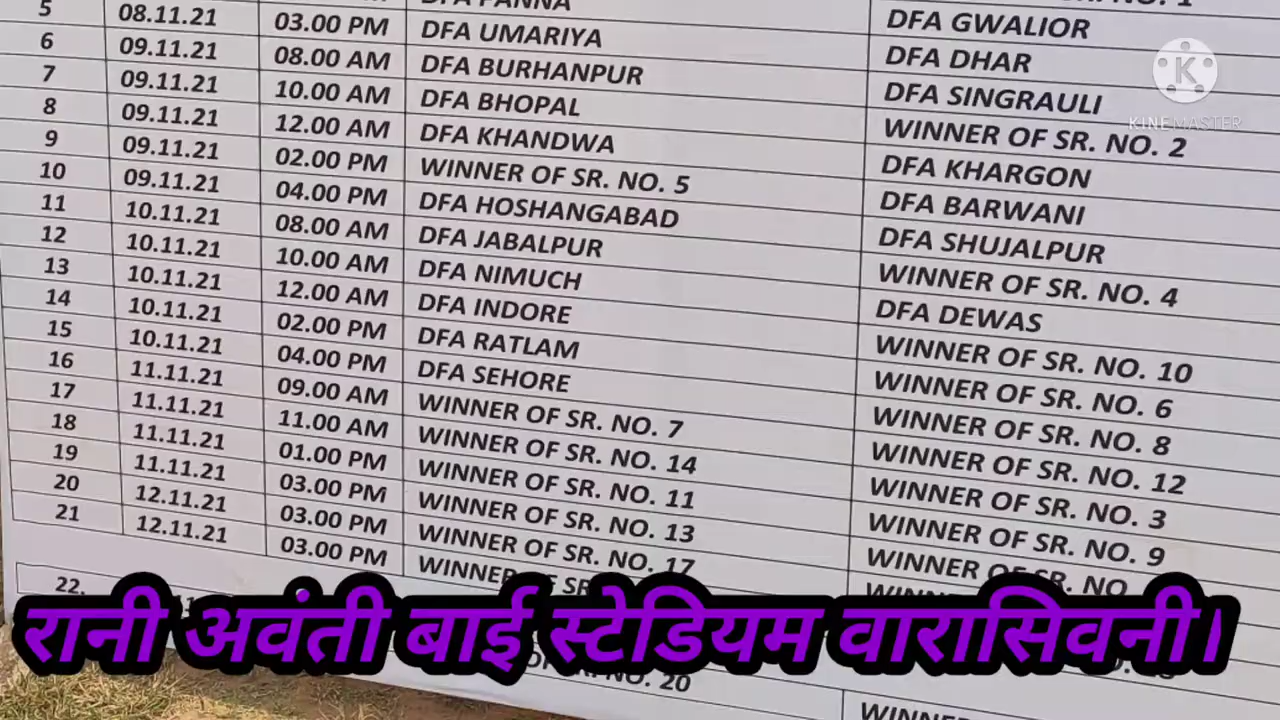 DFA PANNA DFA GWALIOR
5 08.11.21 03.00 PM DFA UMARIYA DFA DHAR
6 09.11.21 08.00 AM DFA BURHANPUR DFA SINGRAULI
7 09.11.21 10.00 AM DFA BHOPAL WINNER OF SR. NO. 2
8 09.11.21 12.00 AM DFA KHANDWA DFA KHARGON
9 09.11.21 02.00 PM WINNER OF SR. NO. 5 DFA BARWANI
10 09.11.21 04.00 PM DFA HOSHANGABAD DFA SHUJALPUR
11 10.11.21 08.00 AM DFA JABALPUR WINNER OF SR. NO. 4
12 10.11.21 10.00 AM DFA NIMUCH DFA DEWAS
13 10.11.21 12.00 AM DFA INDORE WINNER OF SR. NO. 10
14 10.11.21 02.00 PM DFA RATLAM WINNER OF SR. NO. 6
15 10.11.21 04.00 PM DFA SEHORE WINNER OF SR. NO. 8
16 11.11.21 09.00 AM WINNER OF SR. NO. 7 WINNER OF SR. NO. 12
17 11.11.21 11.00 AM WINNER OF SR. NO. 14 WINNER OF SR. NO. 3
18 11.11.21 01.00 PM WINNER OF SR. NO. 11 WINNER OF SR. NO. 9
19 11.11.21 03.00 PM WINNER OF SR. NO. 13 WINNER OF SR. NO
20 12.11.21 03.00 PM WINNER OF SR. NO. 17
21 12.11.21 03.00 PM WINNER OF SR
22.
NO. 20
KINEMASTER
रानी अवंती बाई स्टेडियम वारासिवनी।